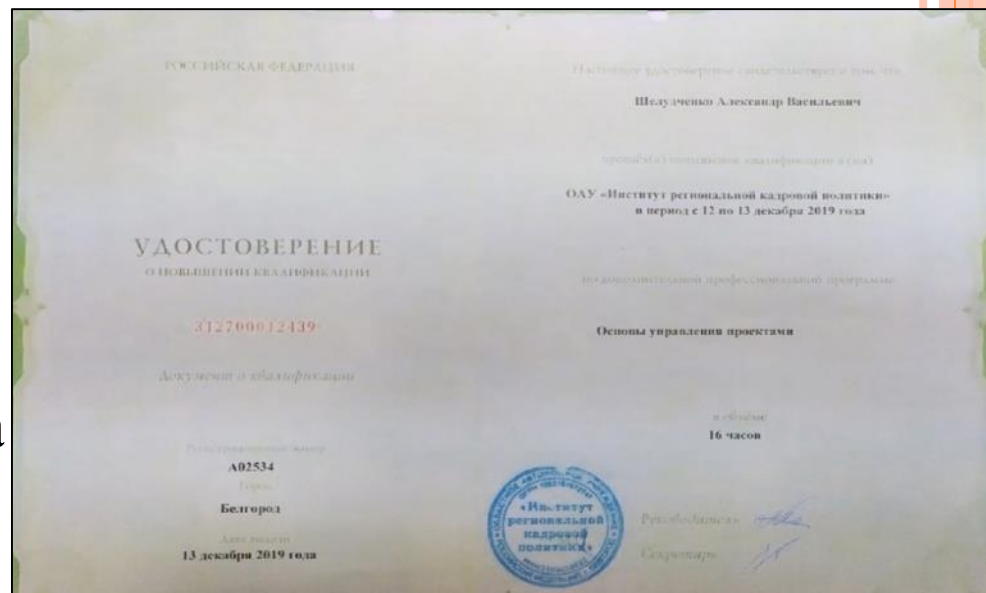 РОССИЙСКАЯ ФЕДЕРАЦИЯ
УДОСТОВЕРЕНИЕ
О ПОВЫШЕНИИ КВАЛИФИКАЦИИ
312700012439
Документ о квалификации
Регистрационный номер
А02534
Город
Белгород
Дата выдачи
13 декабря 2019 года
Настоящее удостоверение свидетельствует о том, что
Шелудченко Александр Васильевич
прошёл(а) повышение квалификации в (на)
ОАУ «Институт региональной кадровой политики»
в период с 12 по 13 декабря 2019 года
по дополнительной профессиональной программе
Основы управления проектами
в объёме
16 часов
«Институт
региональной
кадровой
политики»
Руководитель
Секретарь
а